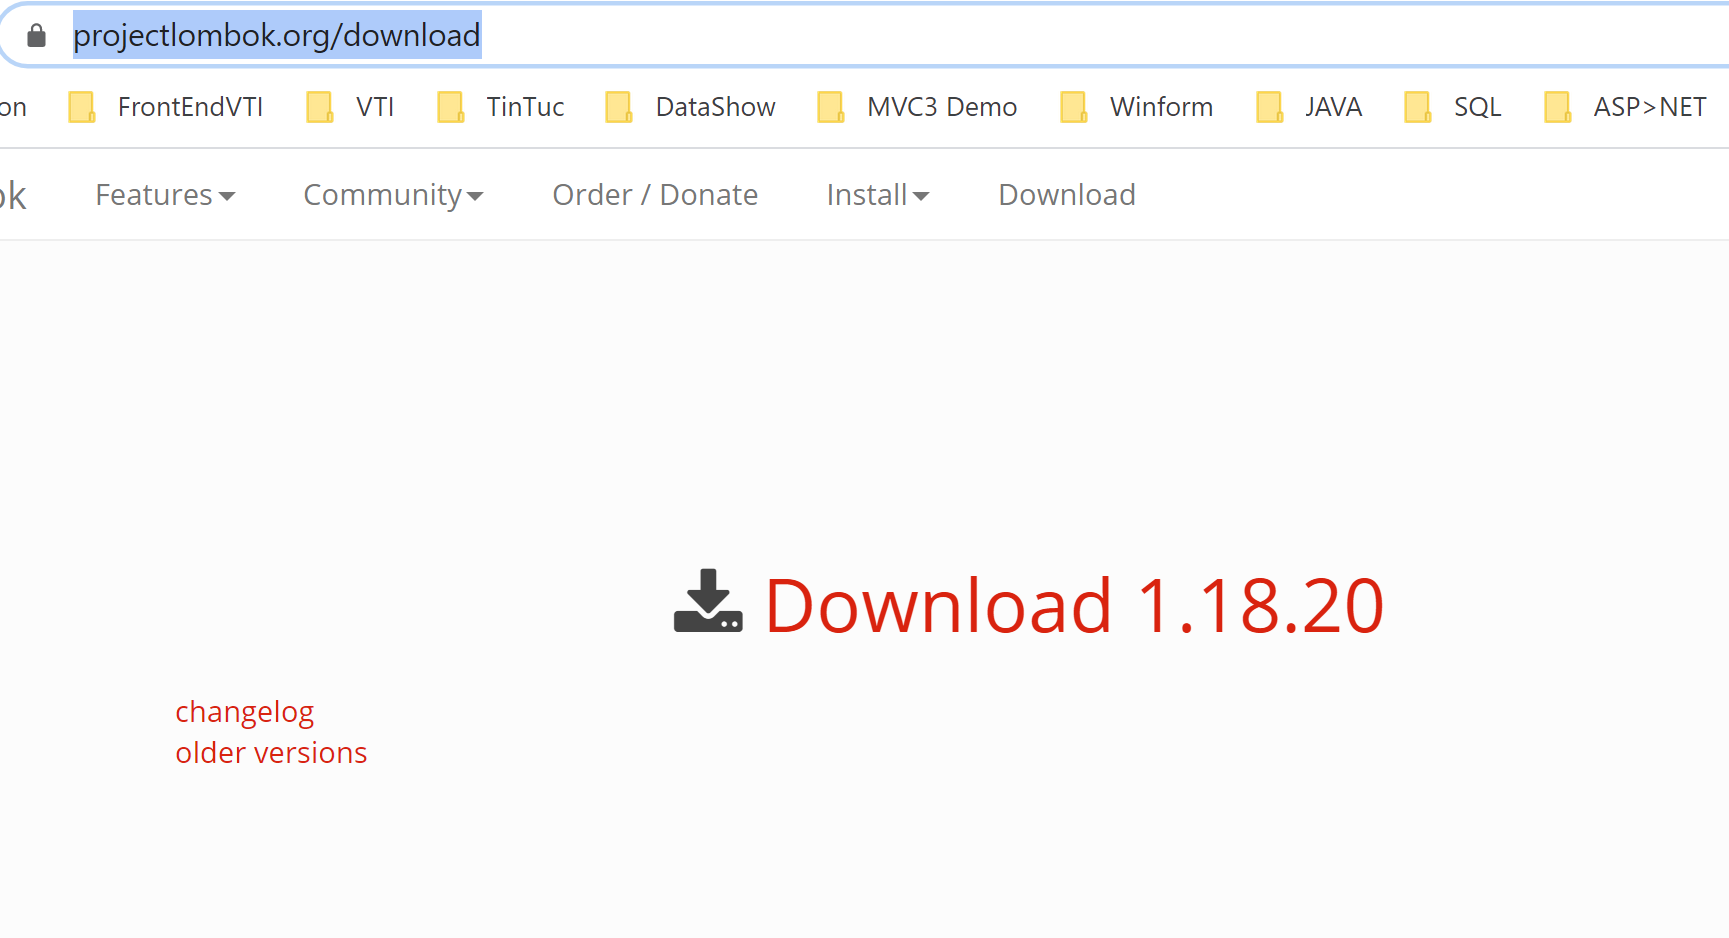 projectlombok.org/download
on FrontEndVTI VTI TinTuc DataShow MVC3 Demo Winform JAVA SQL ASP>NET
ok Features Community Order / Donate Install Download
Download 1.18.20
changelog
older versions